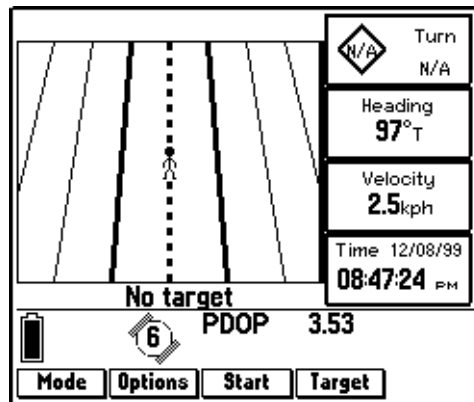 N/A
Turn
N/A
Heading
97°T
Velocity
2.5kph
Time 12/08/99
08:47:24 PM
No target
6 PDOP 3.53
Mode Options Start Target